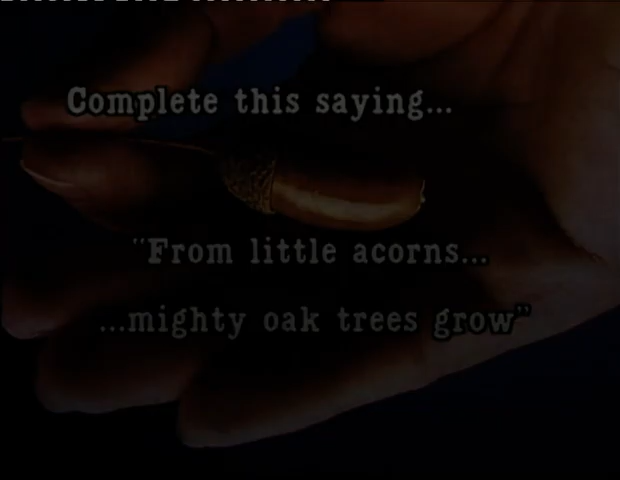 Complete this saying...
"From little acorns...
...mighty oak trees grow"